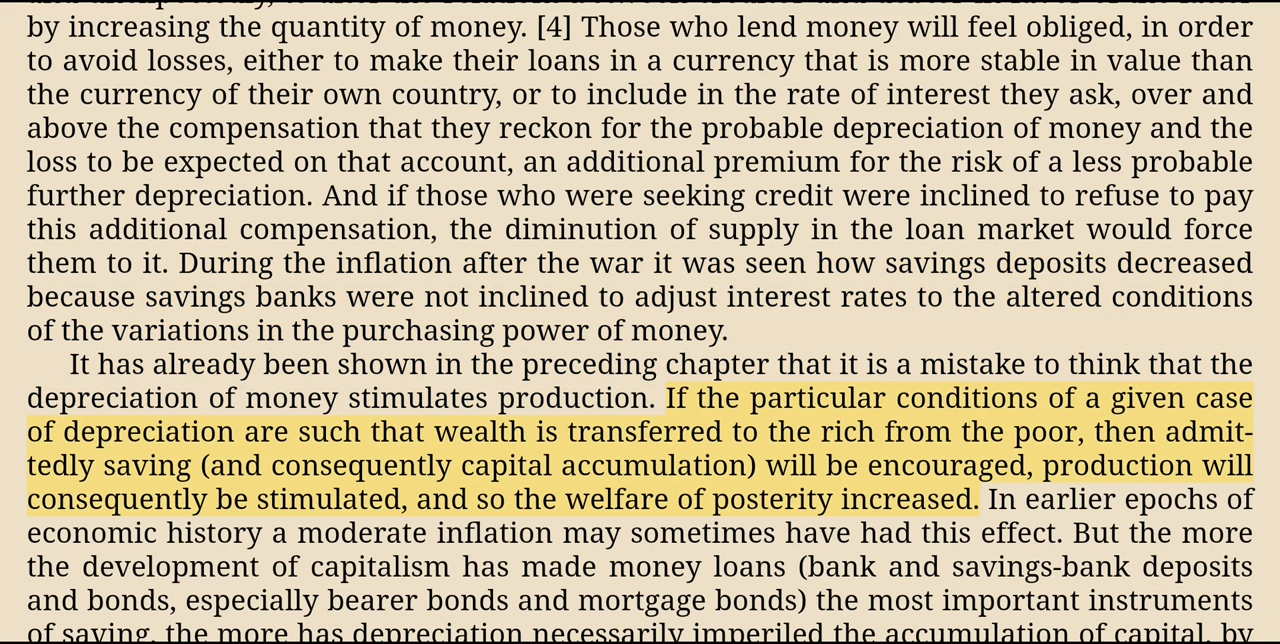 by increasing the quantity of money. [4] Those who lend money will feel obliged, in order
to avoid losses, either to make their loans in a currency that is more stable in value than
the currency of their own country, or to include in the rate of interest they ask, over and
above the compensation that they reckon for the probable depreciation of money and the
loss to be expected on that account, an additional premium for the risk of a less probable
further depreciation. And if those who were seeking credit were inclined to refuse to pay
this additional compensation, the diminution of supply in the loan market would force
them to it. During the inflation after the war it was seen how savings deposits decreased
because savings banks were not inclined to adjust interest rates to the altered conditions
of the variations in the purchasing power of money.
It has already been shown in the preceding chapter that it is a mistake to think that the
depreciation of money stimulates production. If the particular conditions of a given case
of depreciation are such that wealth is transferred to the rich from the poor, then admit-
tedly saving (and consequently capital accumulation) will be encouraged, production will
consequently be stimulated, and so the welfare of posterity increased. In earlier epochs of
economic history a moderate inflation may sometimes have had this effect. But the more
the development of capitalism has made money loans (bank and savings-bank deposits
and bonds, especially bearer bonds and mortgage bonds) the most important instruments
of saving, the more has depreciation necessarily imperiled the accumulation of capital, by